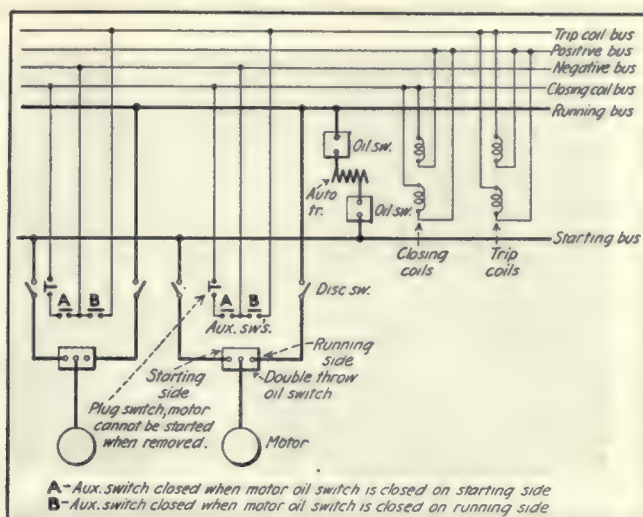 Trip coil bus
Positive bus
Negative bus
Closing coil bus
Running bus
Oil sw.
Auto
tr.
Oil sw.
Starting bus
Closing
coils
Trip
coils
A
B
A
B
Disc sw.
Aux. sw's.
Starting
side
Running
side
Double throw
oil switch
Plug switch, motor
cannot be started
when removed.
Motor
A-Aux. switch closed when motor oil switch is closed on starting side
B-Aux. switch closed when motor oil switch is closed on running side